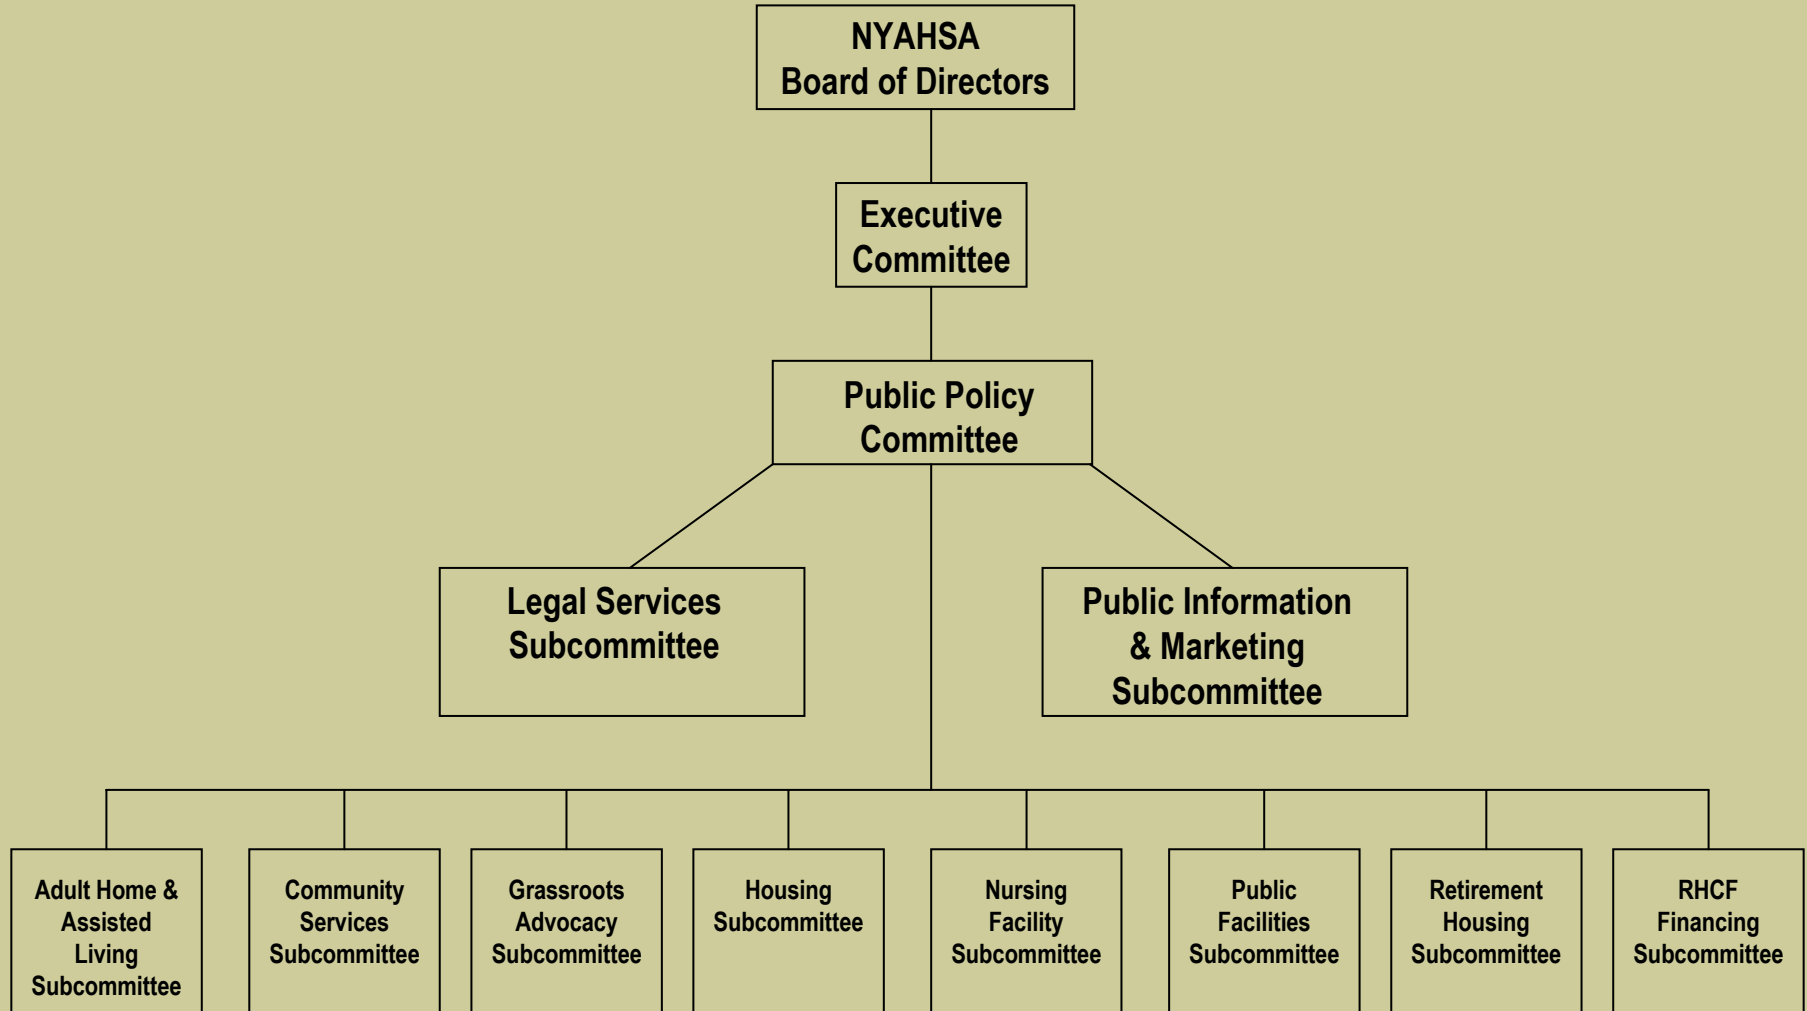 NYAHSA
Board of Directors
Executive
Committee
Public Policy
Committee
Legal Services
Subcommittee
Public Information
& Marketing
Subcommittee
Adult Home &
Assisted
Living
Subcommittee
Community
Services
Subcommittee
Grassroots
Advocacy
Subcommittee
Housing
Subcommittee
Nursing
Facility
Subcommittee
Public
Facilities
Subcommittee
Retirement
Housing
Subcommittee
RHCF
Financing
Subcommittee